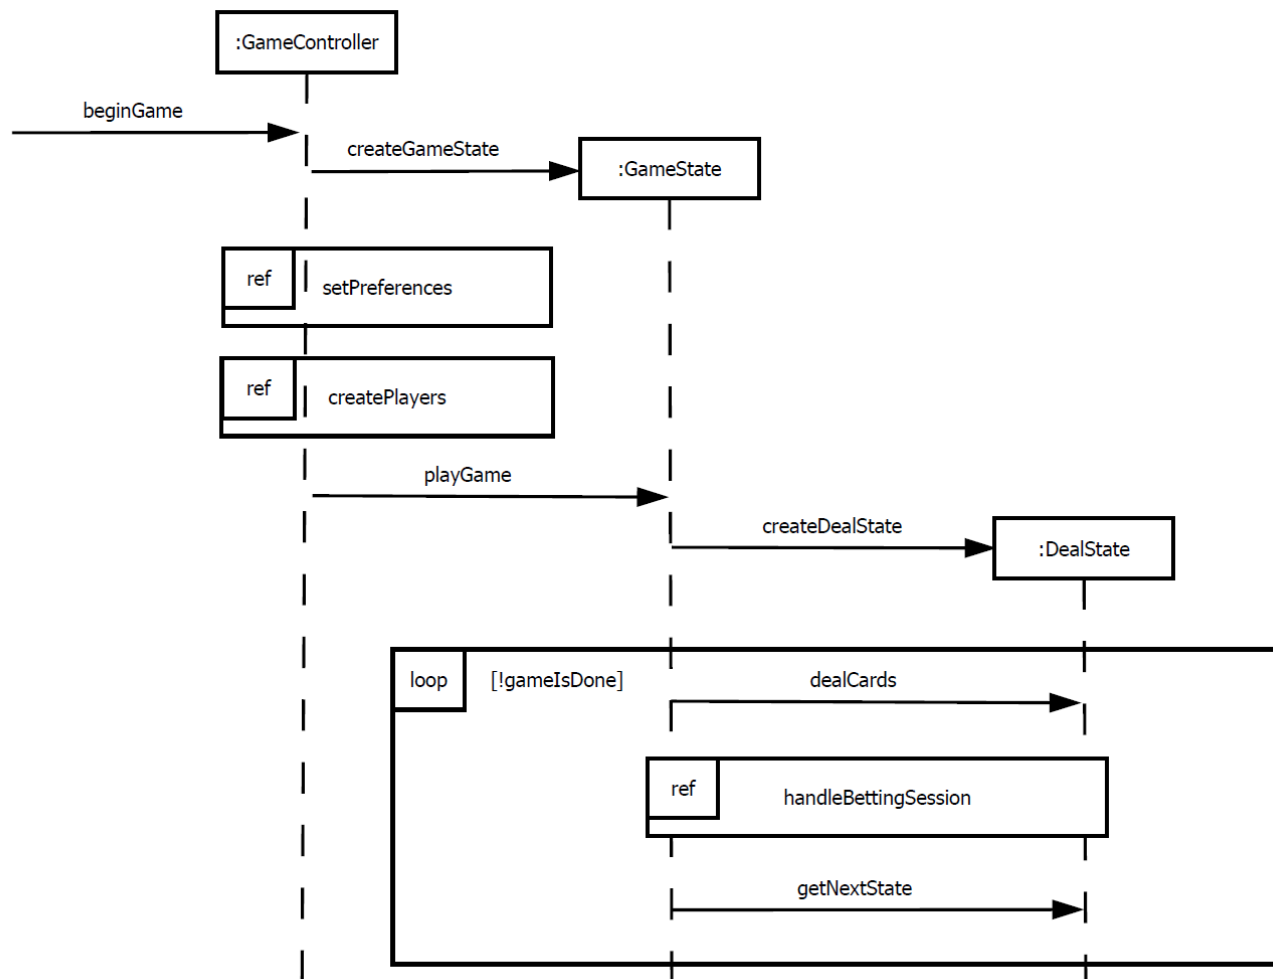 :GameController
beginGame
createGameState
:GameState
ref
setPreferences
ref
createPlayers
playGame
createDealState
:DealState
loop
[!gameIsDone]
dealCards
ref
handleBettingSession
getNextState